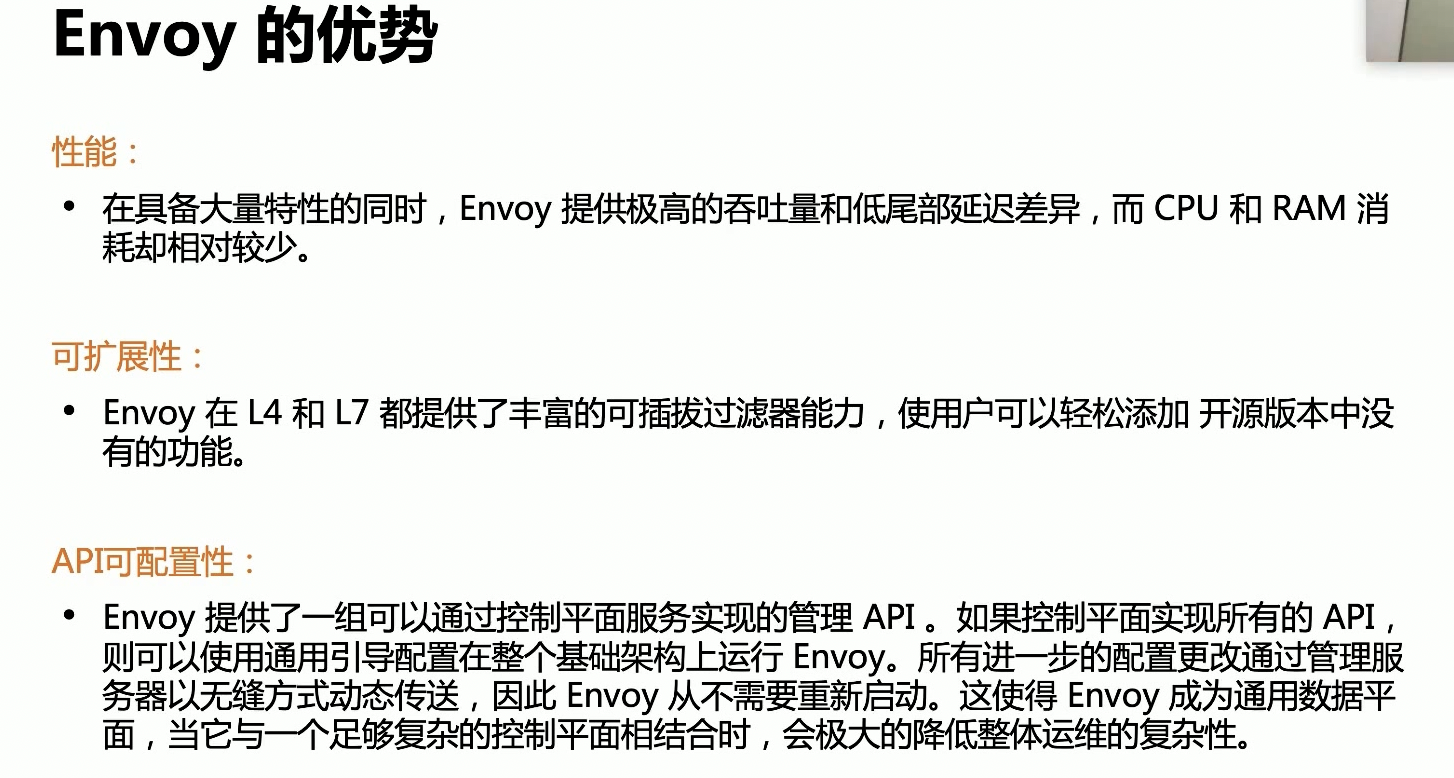 Envoy 的优势
性能：
• 在具备大量特性的同时，Envoy 提供极高的吞吐量和低尾部延迟差异，而 CPU 和 RAM 消
耗却相对较少。
可扩展性：
• Envoy 在 L4 和 L7 都提供了丰富的可插拔过滤器能力，使用户可以轻松添加 开源版本中没
有的功能。
API可配置性：
• Envoy 提供了一组可以通过控制平面服务实现的管理 API 。如果控制平面实现所有的 API，
则可以使用通用引导配置在整个基础架构上运行 Envoy。所有进一步的配置更改通过管理服
务器以无缝方式动态传送，因此 Envoy 从不需要重新启动。这使得 Envoy 成为通用数据平
面，当它与一个足够复杂的控制平面相结合时，会极大的降低整体运维的复杂性。